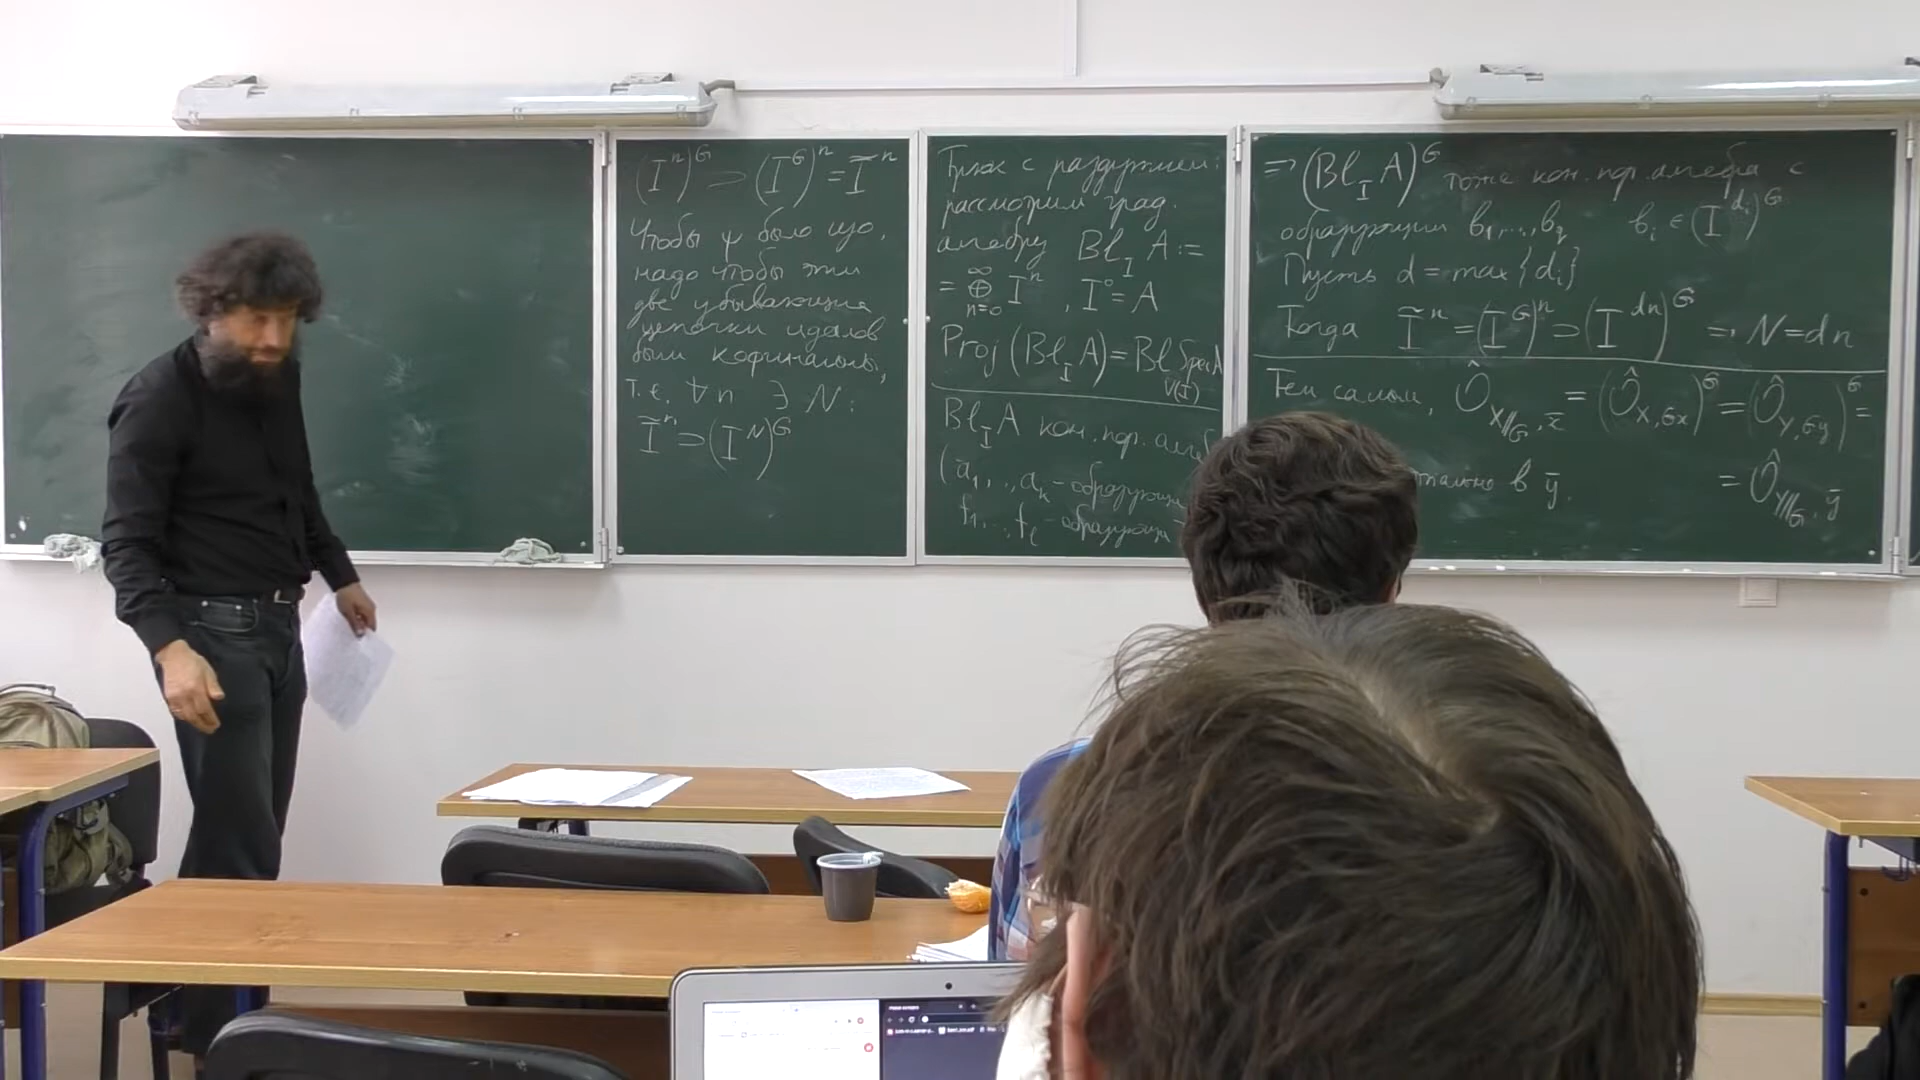 (I^n)^G ⊃ (I^G)^n = Ĩ^n
Чтобы ψ было изо,
надо чтобы эти
две убывающие
цепочки идеалов
были кофинальны,
т.е. ∀n ∃ N:
Ĩ^n ⊃ (I^N)^G
Трюк с раздутием:
рассмотрим град.
алгебру Bl_I A :=
= ⊕_{n=0}^∞ I^n , I^0 = A
Proj (Bl_I A) = Bl_{V(I)} Spec A
Bl_I A кон. пор.
(a_1, ..., a_k - образующие
f_1, ..., f_l - образующие
⇒ (Bl_I A)^G тоже кон. пор. алгебра с
образующими b_1, ..., b_q b_i ∈ (I^{d_i})^G
Пусть d = max {d_i}
Тогда Ĩ^n = (I^G)^n ⊃ (I^{dn})^G ⇒ N = dn
Тем самым, Ô_{X//G, x̄} = (Ô_{X,Gx})^G = (Ô_{Y,Gy})^G =
в ȳ. = Ô_{Y//G, ȳ}